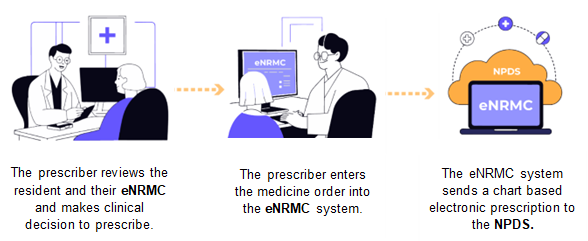 eNRMC
NPDS
eNRMC
The prescriber reviews the
resident and their eNRMC
and makes clinical
decision to prescribe.
The prescriber enters
the medicine order into
the eNRMC system.
The eNRMC system
sends a chart based
electronic prescription to
the NPDS.